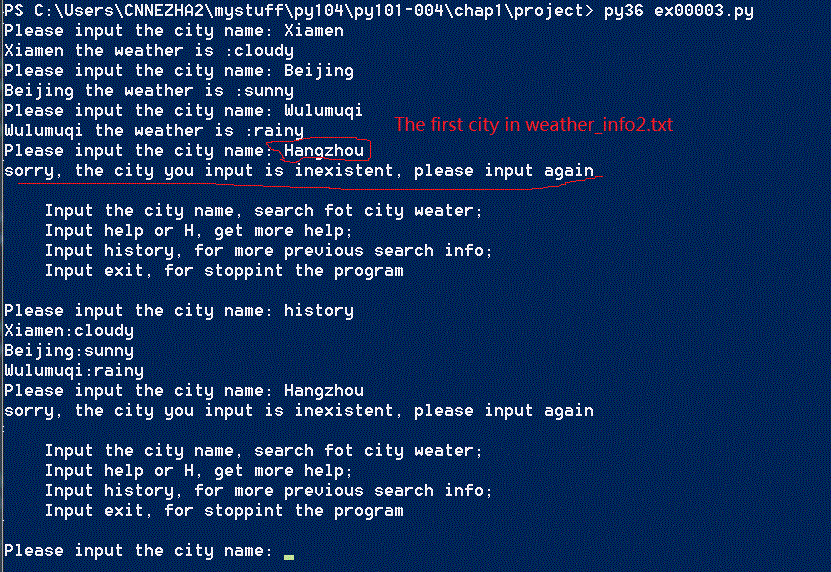 PS C:\Users\CNNEZHA2\mystuff\py104\py101-004\chap1\project> py36 ex00003.py
Please input the city name: Xiamen
Xiamen the weather is :cloudy
Please input the city name: Beijing
Beijing the weather is :sunny
Please input the city name: Wulumuqi
Wulumuqi the weather is :rainy
The first city in weather_info2.txt
Please input the city name: Hangzhou
sorry, the city you input is inexistent, please input again
Input the city name, search fot city weater;
Input help or H, get more help;
Input history, for more previous search info;
Input exit, for stoppint the program
Please input the city name: history
Xiamen:cloudy
Beijing:sunny
Wulumuqi:rainy
Please input the city name: Hangzhou
sorry, the city you input is inexistent, please input again
Input the city name, search fot city weater;
Input help or H, get more help;
Input history, for more previous search info;
Input exit, for stoppint the program
Please input the city name: